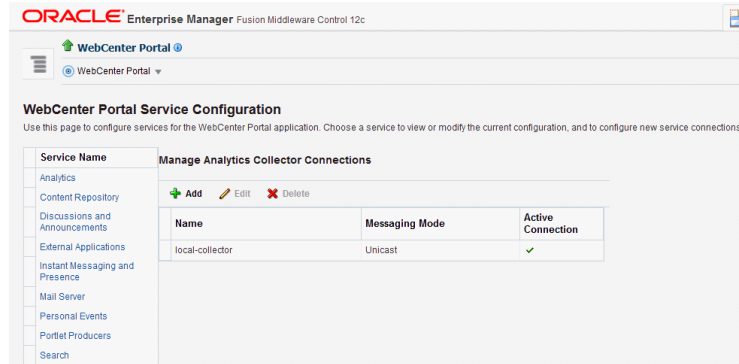 ORACLE Enterprise Manager Fusion Middleware Control 12c
WebCenter Portal
WebCenter Portal
WebCenter Portal Service Configuration
Use this page to configure services for the WebCenter Portal application. Choose a service to view or modify the current configuration, and to configure new service connections
Service Name
Analytics
Content Repository
Discussions and
Announcements
External Applications
Instant Messaging and
Presence
Mail Server
Personal Events
Portlet Producers
Search
Manage Analytics Collector Connections
Add Edit Delete
Name Messaging Mode Active
Connection
local-collector Unicast